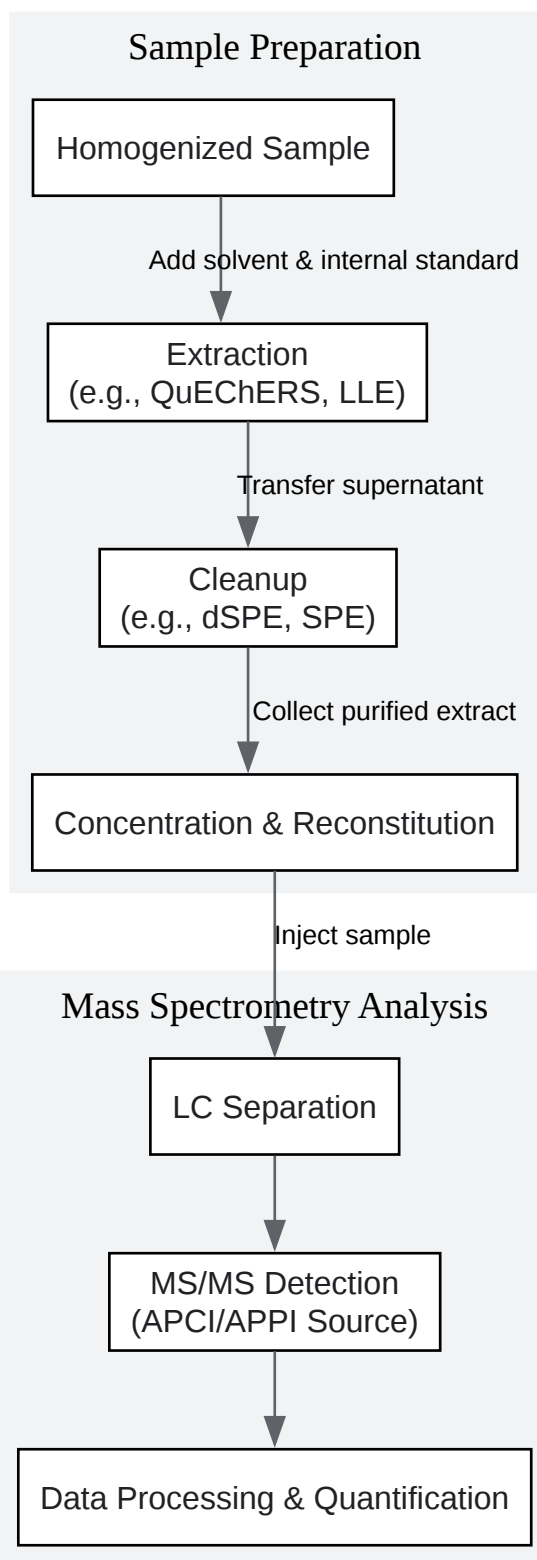 Sample Preparation
Homogenized Sample
Add solvent & internal standard
Extraction
(e.g., QuEChERS, LLE)
Transfer supernatant
Cleanup
(e.g., dSPE, SPE)
Collect purified extract
Concentration & Reconstitution
Inject sample
Mass Spectrometry Analysis
LC Separation
MS/MS Detection
(APCI/APPI Source)
Data Processing & Quantification